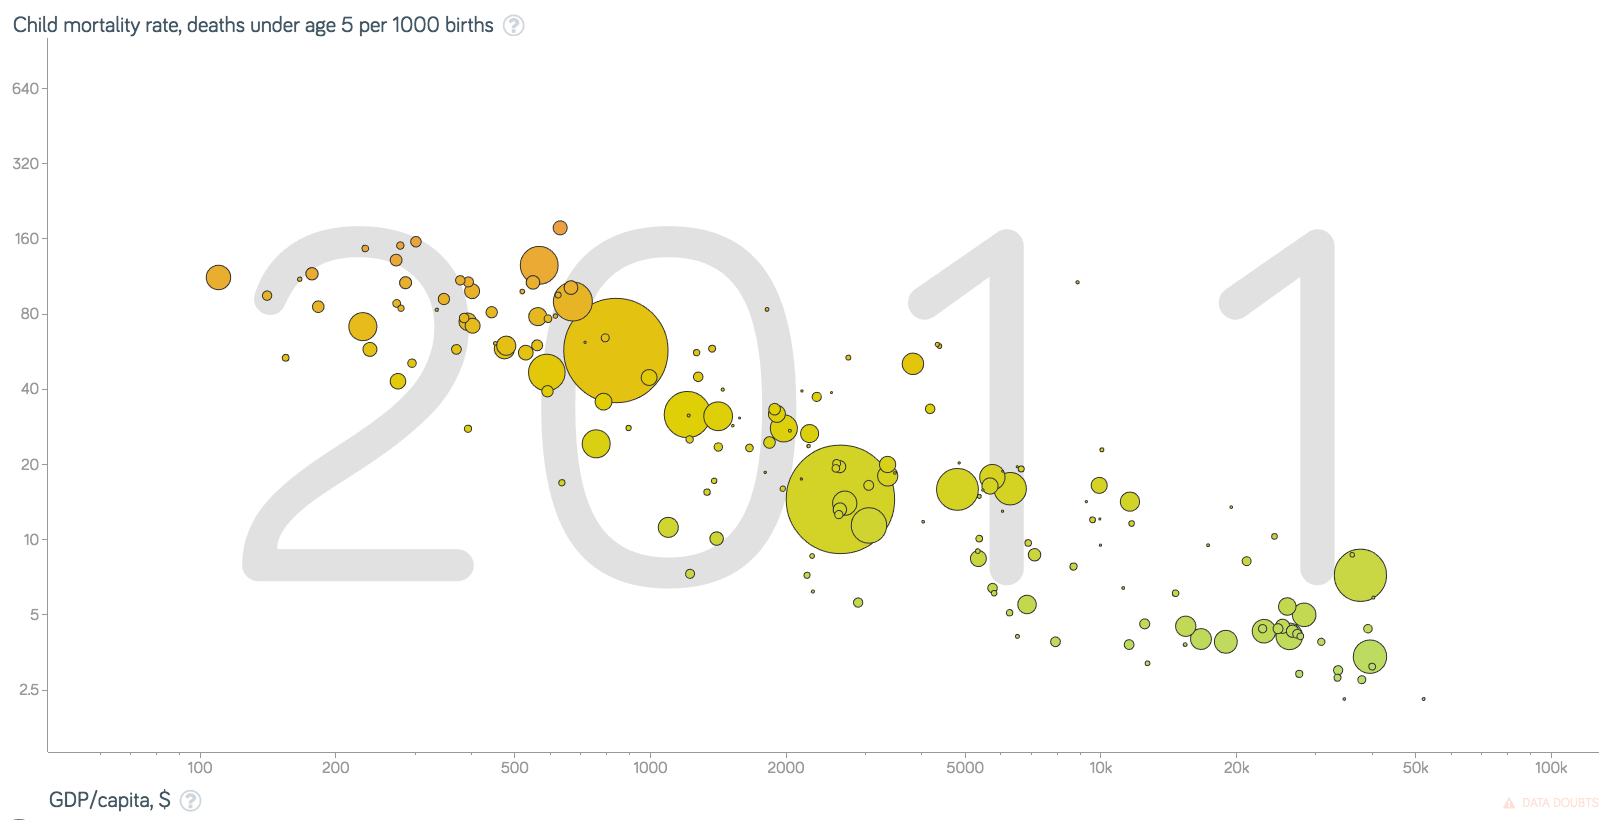 Child mortality rate, deaths under age 5 per 1000 births ?
640
320
160
80
40
20
10
5
2.5
2011
100 200 500 1000 2000 5000 10k 20k 50k 100k
GDP/capita, $ ?
DATA DOUBTS